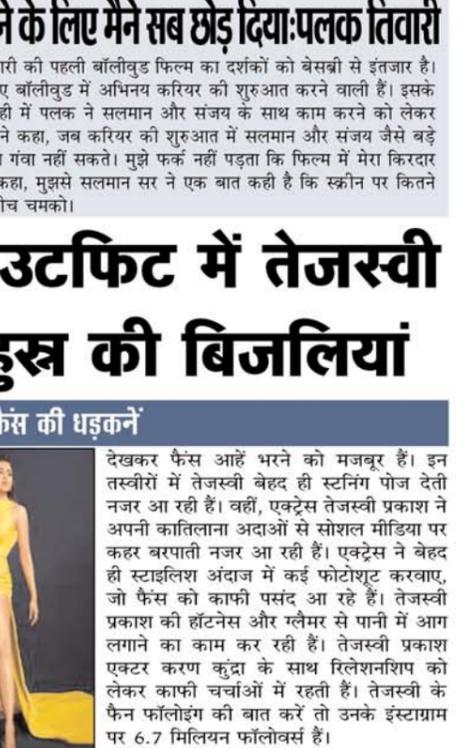 के लिए मैने सब छोड़ दियाःपलक तिवारी
री की पहली बॉलीवुड फिल्म का दर्शकों को बेसब्री से इंतजार है।
ए बॉलीवुड में अभिनय करियर की शुरुआत करने वाली हैं। इसके
ही में पलक ने सलमान और संजय के साथ काम करने को लेकर
ने कहा, जब करियर की शुरुआत में सलमान और संजय जैसे बड़े
गंवा नहीं सकते। मुझे फर्क नहीं पड़ता कि फिल्म में मेरा किरदार
कहा, मुझसे सलमान सर ने एक बात कही है कि स्क्रीन पर कितने
ीच चमको।
उटफिट में तेजस्वी
की बिजलियां
की धड़कनें
देखकर फैंस आहें भरने को मजबूर हैं। इन
तस्वीरों में तेजस्वी बेहद ही स्टनिंग पोज देती
नजर आ रही हैं। वहीं, एक्ट्रेस तेजस्वी प्रकाश ने
अपनी कातिलाना अदाओं से सोशल मीडिया पर
कहर बरपाती नजर आ रही हैं। एक्ट्रेस ने बेहद
ही स्टाइलिश अंदाज में कई फोटोशूट करवाए,
जो फैंस को काफी पसंद आ रहे हैं। तेजस्वी
प्रकाश की हॉटनेस और ग्लैमर से पानी में आग
लगाने का काम कर रही हैं। तेजस्वी प्रकाश
एक्टर करण कुंद्रा के साथ रिलेशनशिप को
लेकर काफी चर्चाओं में रहती हैं। तेजस्वी के
फैन फॉलोइंग की बात करें तो उनके इंस्टाग्राम
पर 6.7 मिलियन फॉलोवर्स हैं।